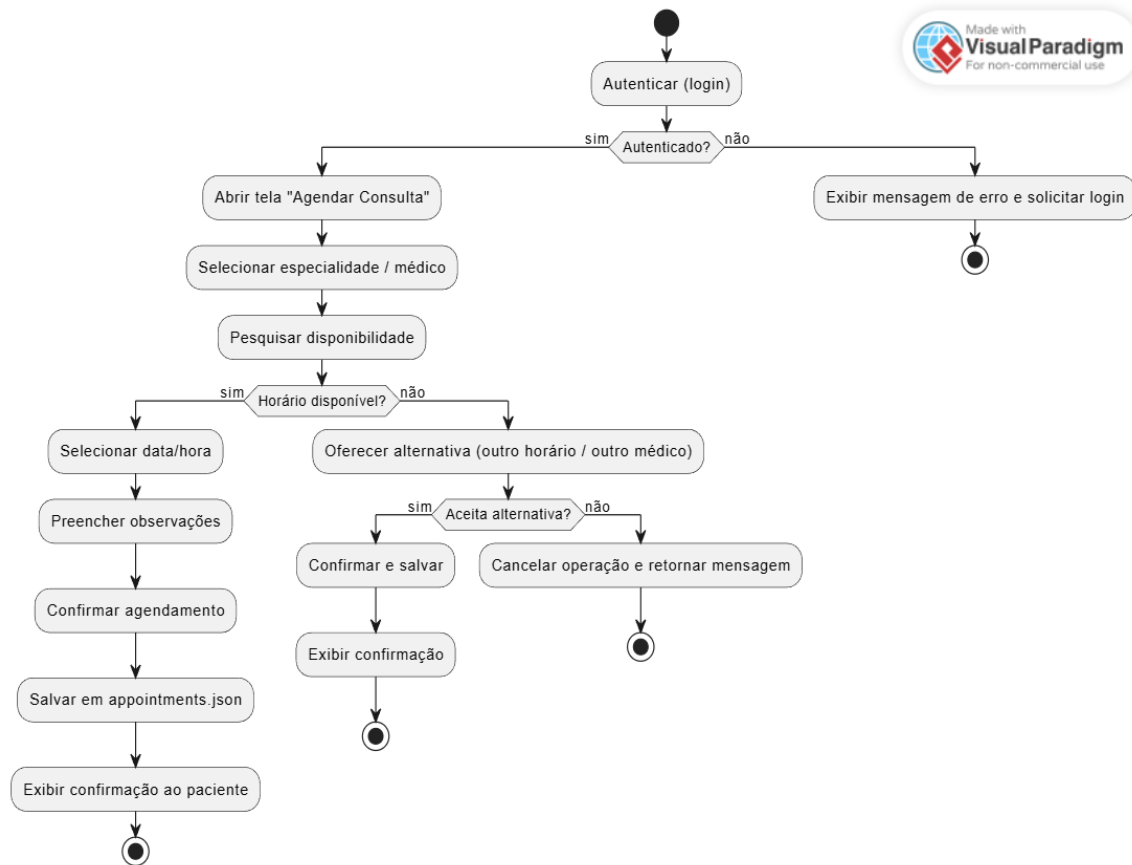 Made with
Visual Paradigm
For non-commercial use
Autenticar (login)
sim
Autenticado?
não
Abrir tela "Agendar Consulta"
Exibir mensagem de erro e solicitar login
Selecionar especialidade / médico
Pesquisar disponibilidade
sim
Horário disponível?
não
Selecionar data/hora
Oferecer alternativa (outro horário / outro médico)
Preencher observações
sim
Aceita alternativa?
não
Confirmar e salvar
Cancelar operação e retornar mensagem
Confirmar agendamento
Exibir confirmação
Salvar em appointments.json
Exibir confirmação ao paciente